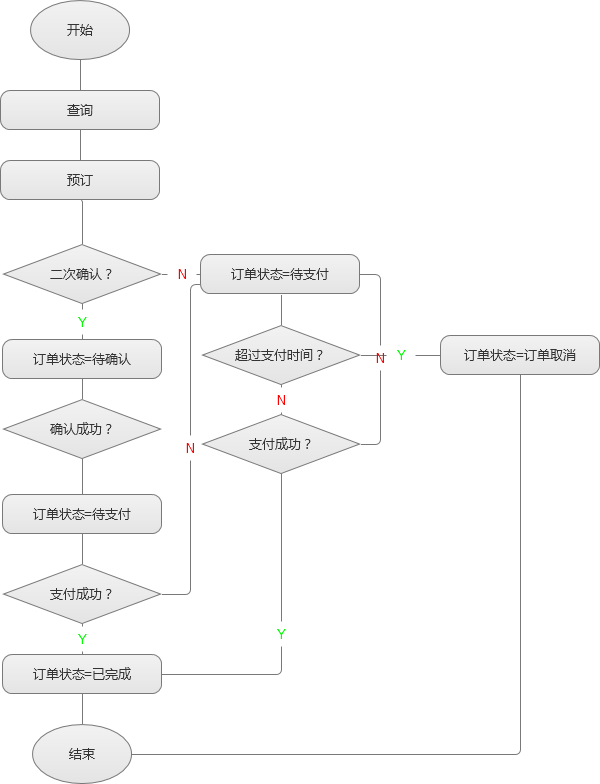 开始
查询
预订
二次确认？
N
订单状态=待支付
Y
订单状态=待确认
超过支付时间？
N
Y
订单状态=订单取消
N
确认成功？
N
支付成功？
订单状态=待支付
支付成功？
Y
Y
订单状态=已完成
结束